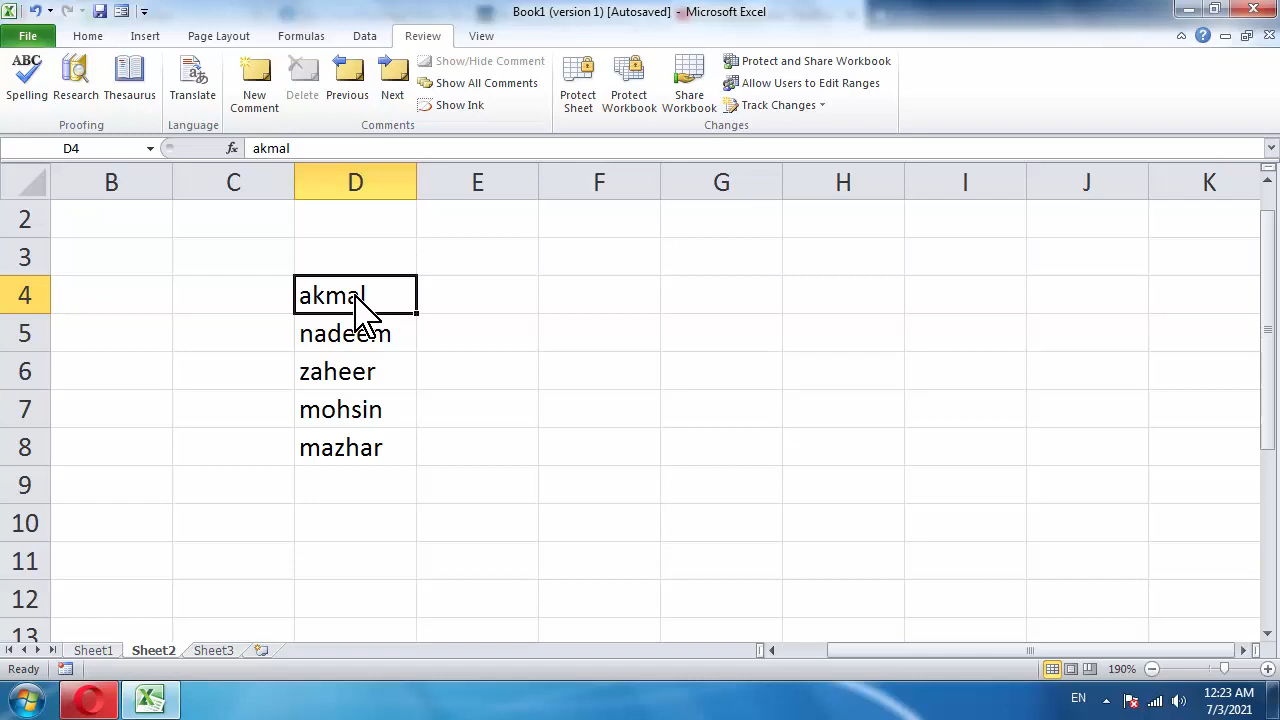 Book1 (version 1) [Autosaved] - Microsoft Excel
File Home Insert Page Layout Formulas Data Review View
ABC
Spelling Research Thesaurus
Proofing
Translate
Language
New Comment Delete Previous Next
Show/Hide Comment
Show All Comments
Show Ink
Comments
Protect Sheet Protect Workbook Share Workbook
Protect and Share Workbook
Allow Users to Edit Ranges
Track Changes
Changes
D4 fx akmal
B C D E F G H I J K
2
3
4 akmal
5 nadeem
6 zaheer
7 mohsin
8 mazhar
9
10
11
12
13
Sheet1 Sheet2 Sheet3
Ready 190%
EN 12:23 AM
7/3/2021